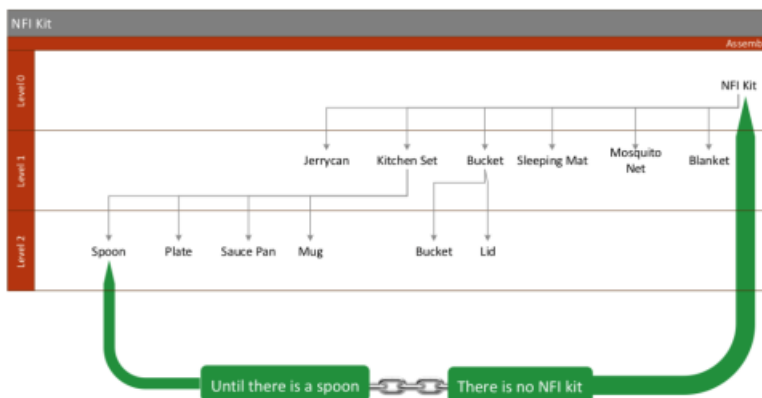 NFI Kit
Assemb
Level 0
NFI Kit
Level 1
Jerrycan
Kitchen Set
Bucket
Sleeping Mat
Mosquito
Net
Blanket
Level 2
Spoon
Plate
Sauce Pan
Mug
Bucket
Lid
Until there is a spoon
There is no NFI kit